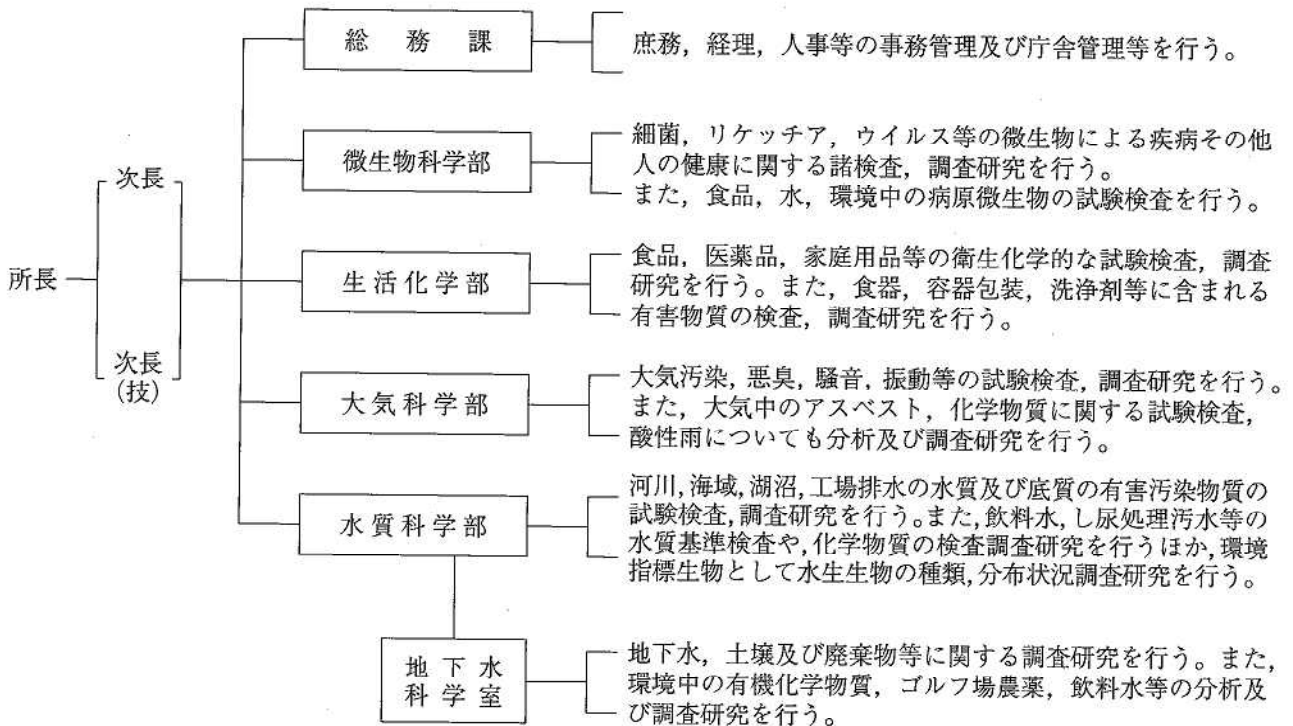 総務課
庶務，経理，人事等の事務管理及び庁舎管理等を行う。
微生物科学部
細菌，リケッチア，ウイルス等の微生物による疾病その他
人の健康に関する諸検査，調査研究を行う。
また，食品，水，環境中の病原微生物の試験検査を行う。
所長
次長
次長
(技)
生活化学部
食品，医薬品，家庭用品等の衛生化学的な試験検査，調査
研究を行う。また，食器，容器包装，洗浄剤等に含まれる
有害物質の検査，調査研究を行う。
大気科学部
大気汚染，悪臭，騒音，振動等の試験検査，調査研究を行う。
また，大気中のアスベスト，化学物質に関する試験検査，
酸性雨についても分析及び調査研究を行う。
水質科学部
河川，海域，湖沼，工場排水の水質及び底質の有害汚染物質の
試験検査，調査研究を行う。また，飲料水，し尿処理汚水等の
水質基準検査や，化学物質の検査調査研究を行うほか，環境
指標生物として水生生物の種類，分布状況調査研究を行う。
地下水
科学室
地下水，土壌及び廃棄物等に関する調査研究を行う。また，
環境中の有機化学物質，ゴルフ場農薬，飲料水等の分析及
び調査研究を行う。